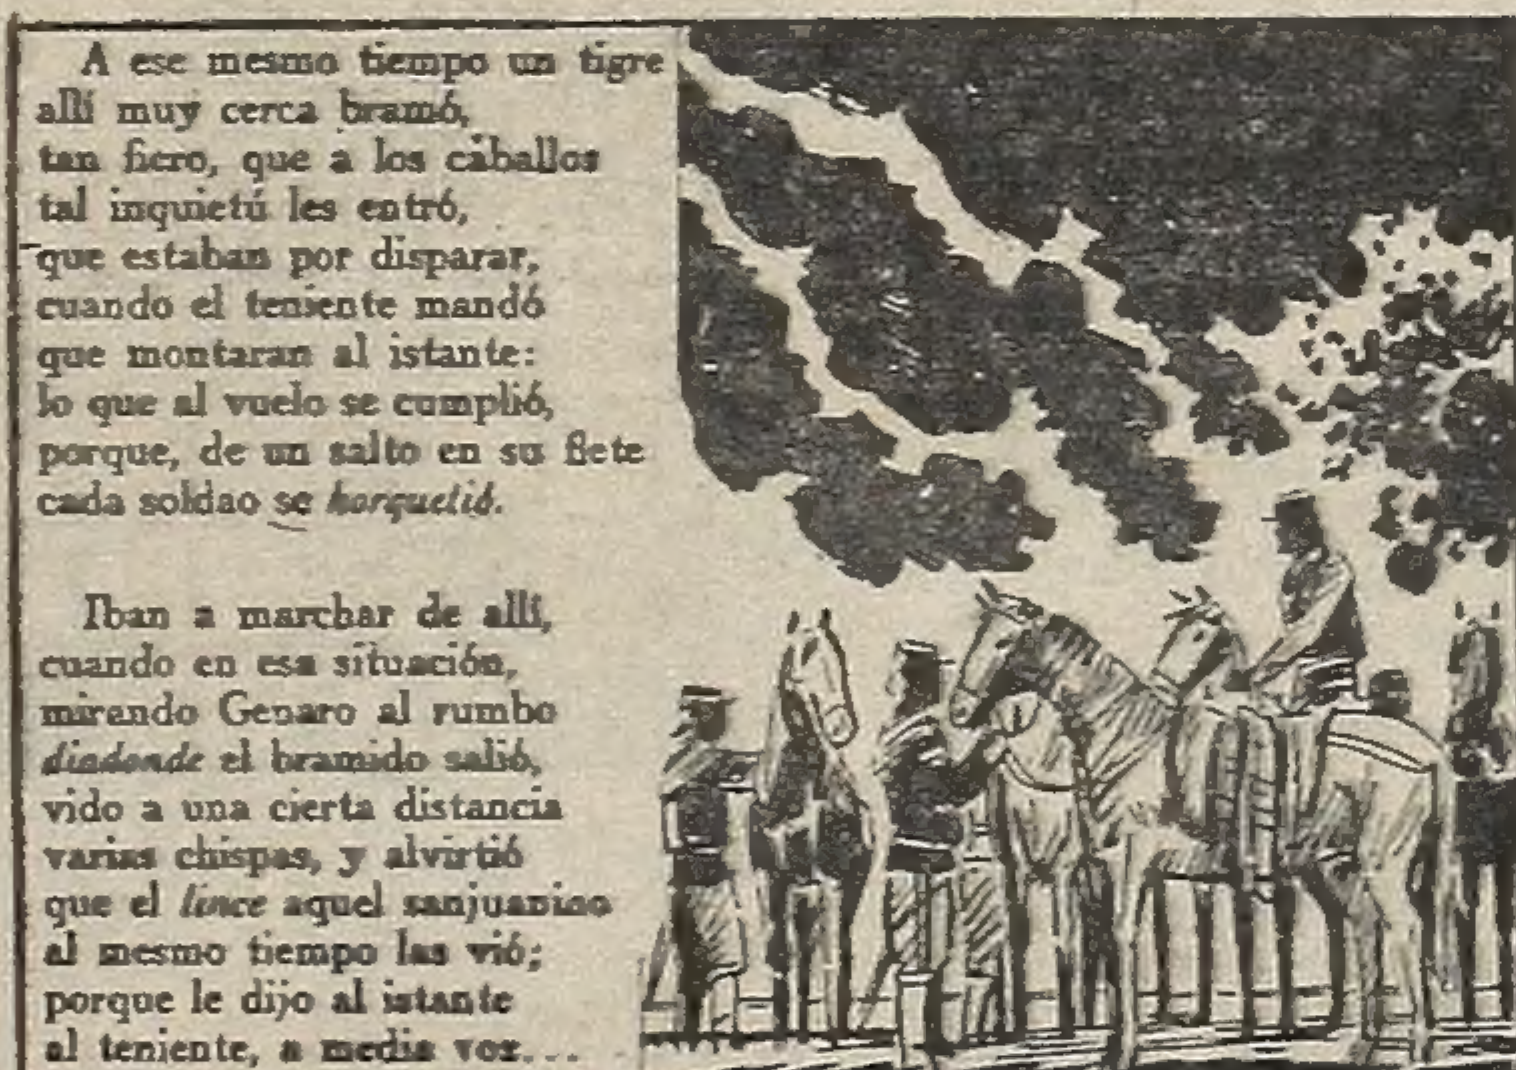 A ese mesmo tiempo un tigre
allí muy cerca bramó,
tan fiero, que a los caballos
tal inquietú les entró,
que estaban por disparar,
cuando el teniente mandó
que montaran al istante:
lo que al vuelo se cumplió,
porque, de un salto en su flete
cada soldao se horquetió.
Iban a marchar de allí,
cuando en esa situación,
mirando Genaro al rumbo
diadonde el bramido salió,
vido a una cierta distancia
varias chispas, y alvirtió
que el lince aquel sanjuanino
al mesmo tiempo las vió;
porque le dijo al istante
al teniente, a media voz...